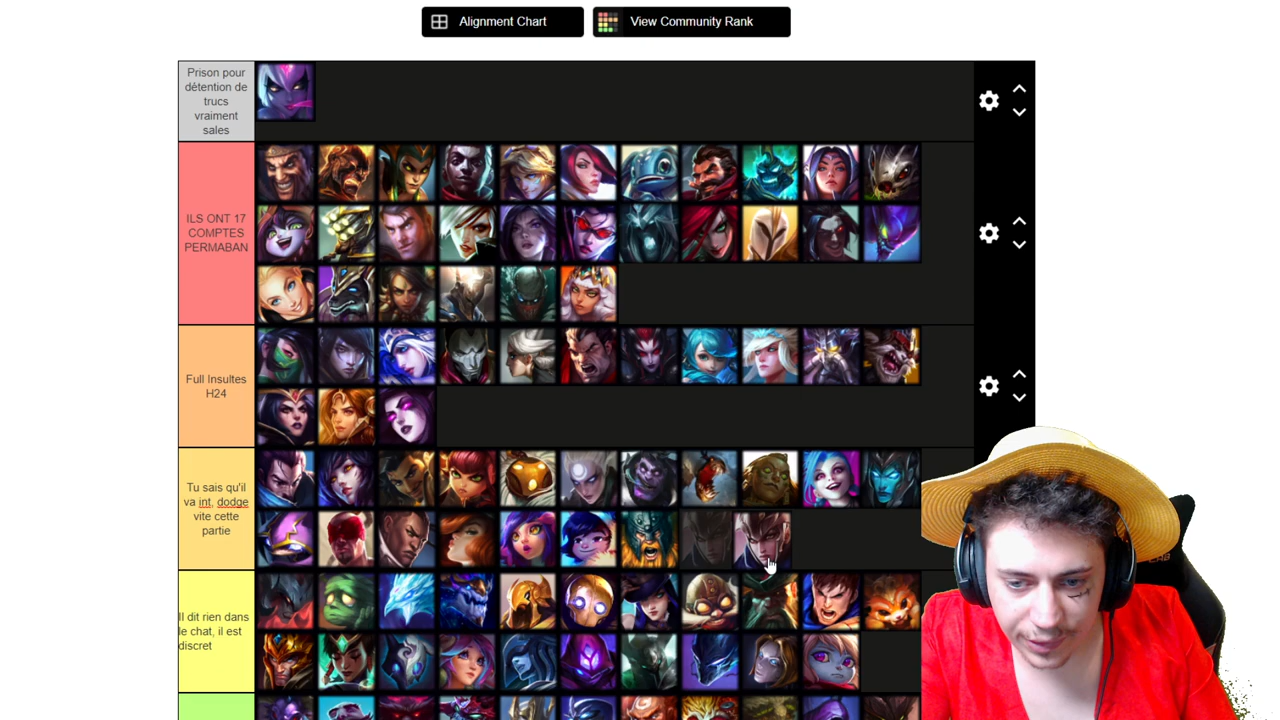 Alignment Chart
View Community Rank
Prison pour
détention de
trucs
vraiment
sales
ILS ONT 17
COMPTES
PERMABAN
Full Insultes
H24
Tu sais qu'il
va int, dodge
vite cette
partie
Il dit rien dans
le chat, il est
discret